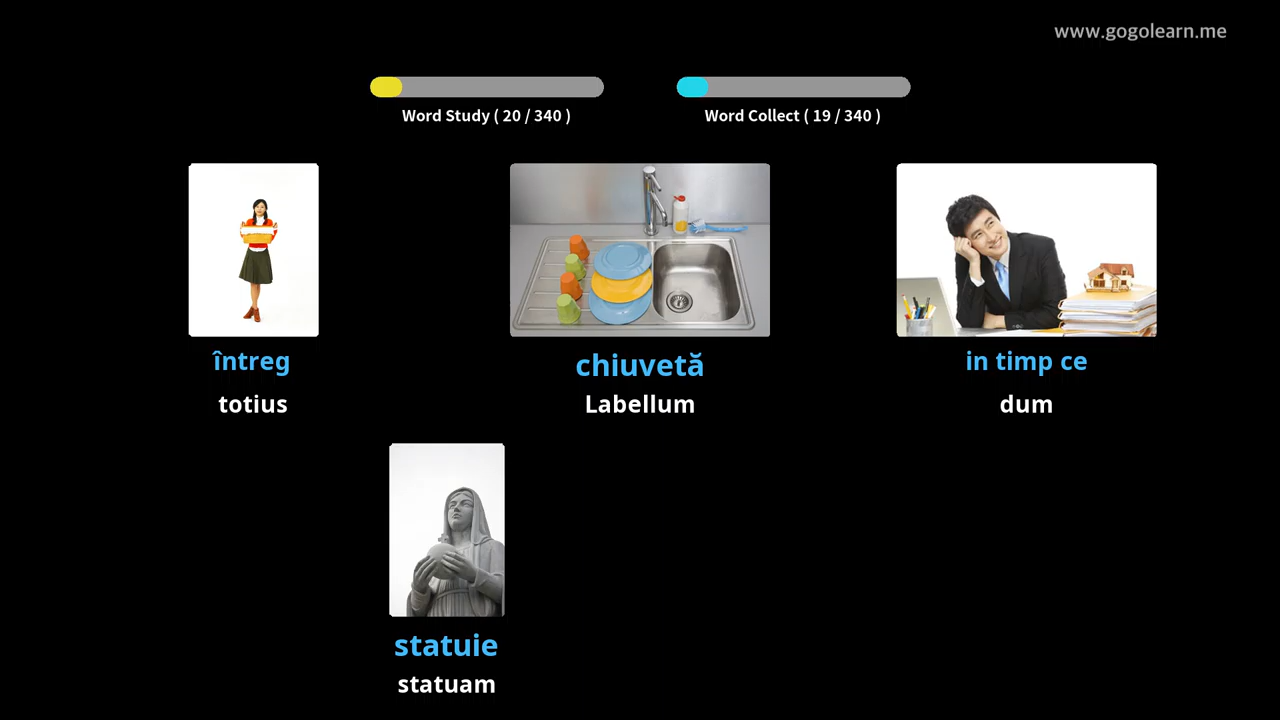 www.gogolearn.me
Word Study ( 20 / 340 )
Word Collect ( 19 / 340 )
întreg
totius
chiuvetă
Labellum
in timp ce
dum
statuie
statuam